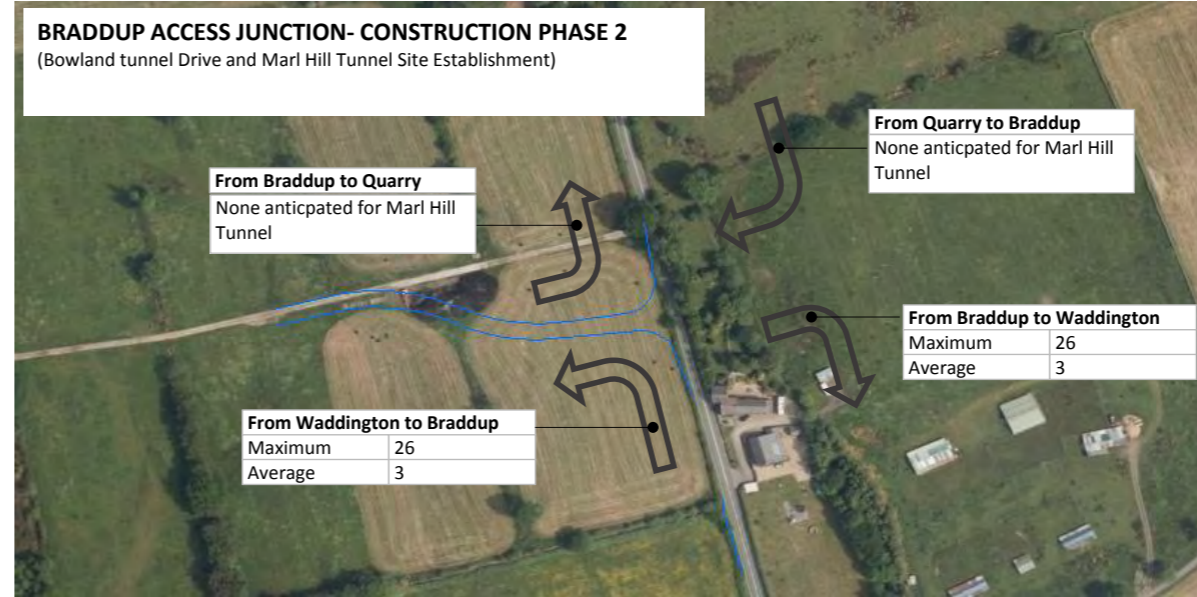 BRADDUP ACCESS JUNCTION- CONSTRUCTION PHASE 2
(Bowland tunnel Drive and Marl Hill Tunnel Site Establishment)
From Quarry to Braddup
None anticpated for Marl Hill
Tunnel
From Braddup to Quarry
None anticpated for Marl Hill
Tunnel
From Braddup to Waddington
Maximum 26
Average 3
From Waddington to Braddup
Maximum 26
Average 3